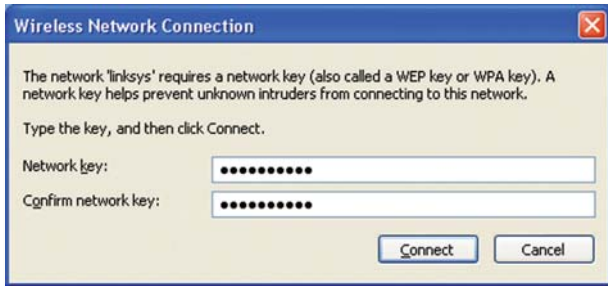 Wireless Network Connection
The network 'linksys' requires a network key (also called a WEP key or WPA key). A
network key helps prevent unknown intruders from connecting to this network.
Type the key, and then click Connect.
Network key: ●●●●●●●●●●
Confirm network key: ●●●●●●●●●●
Connect Cancel